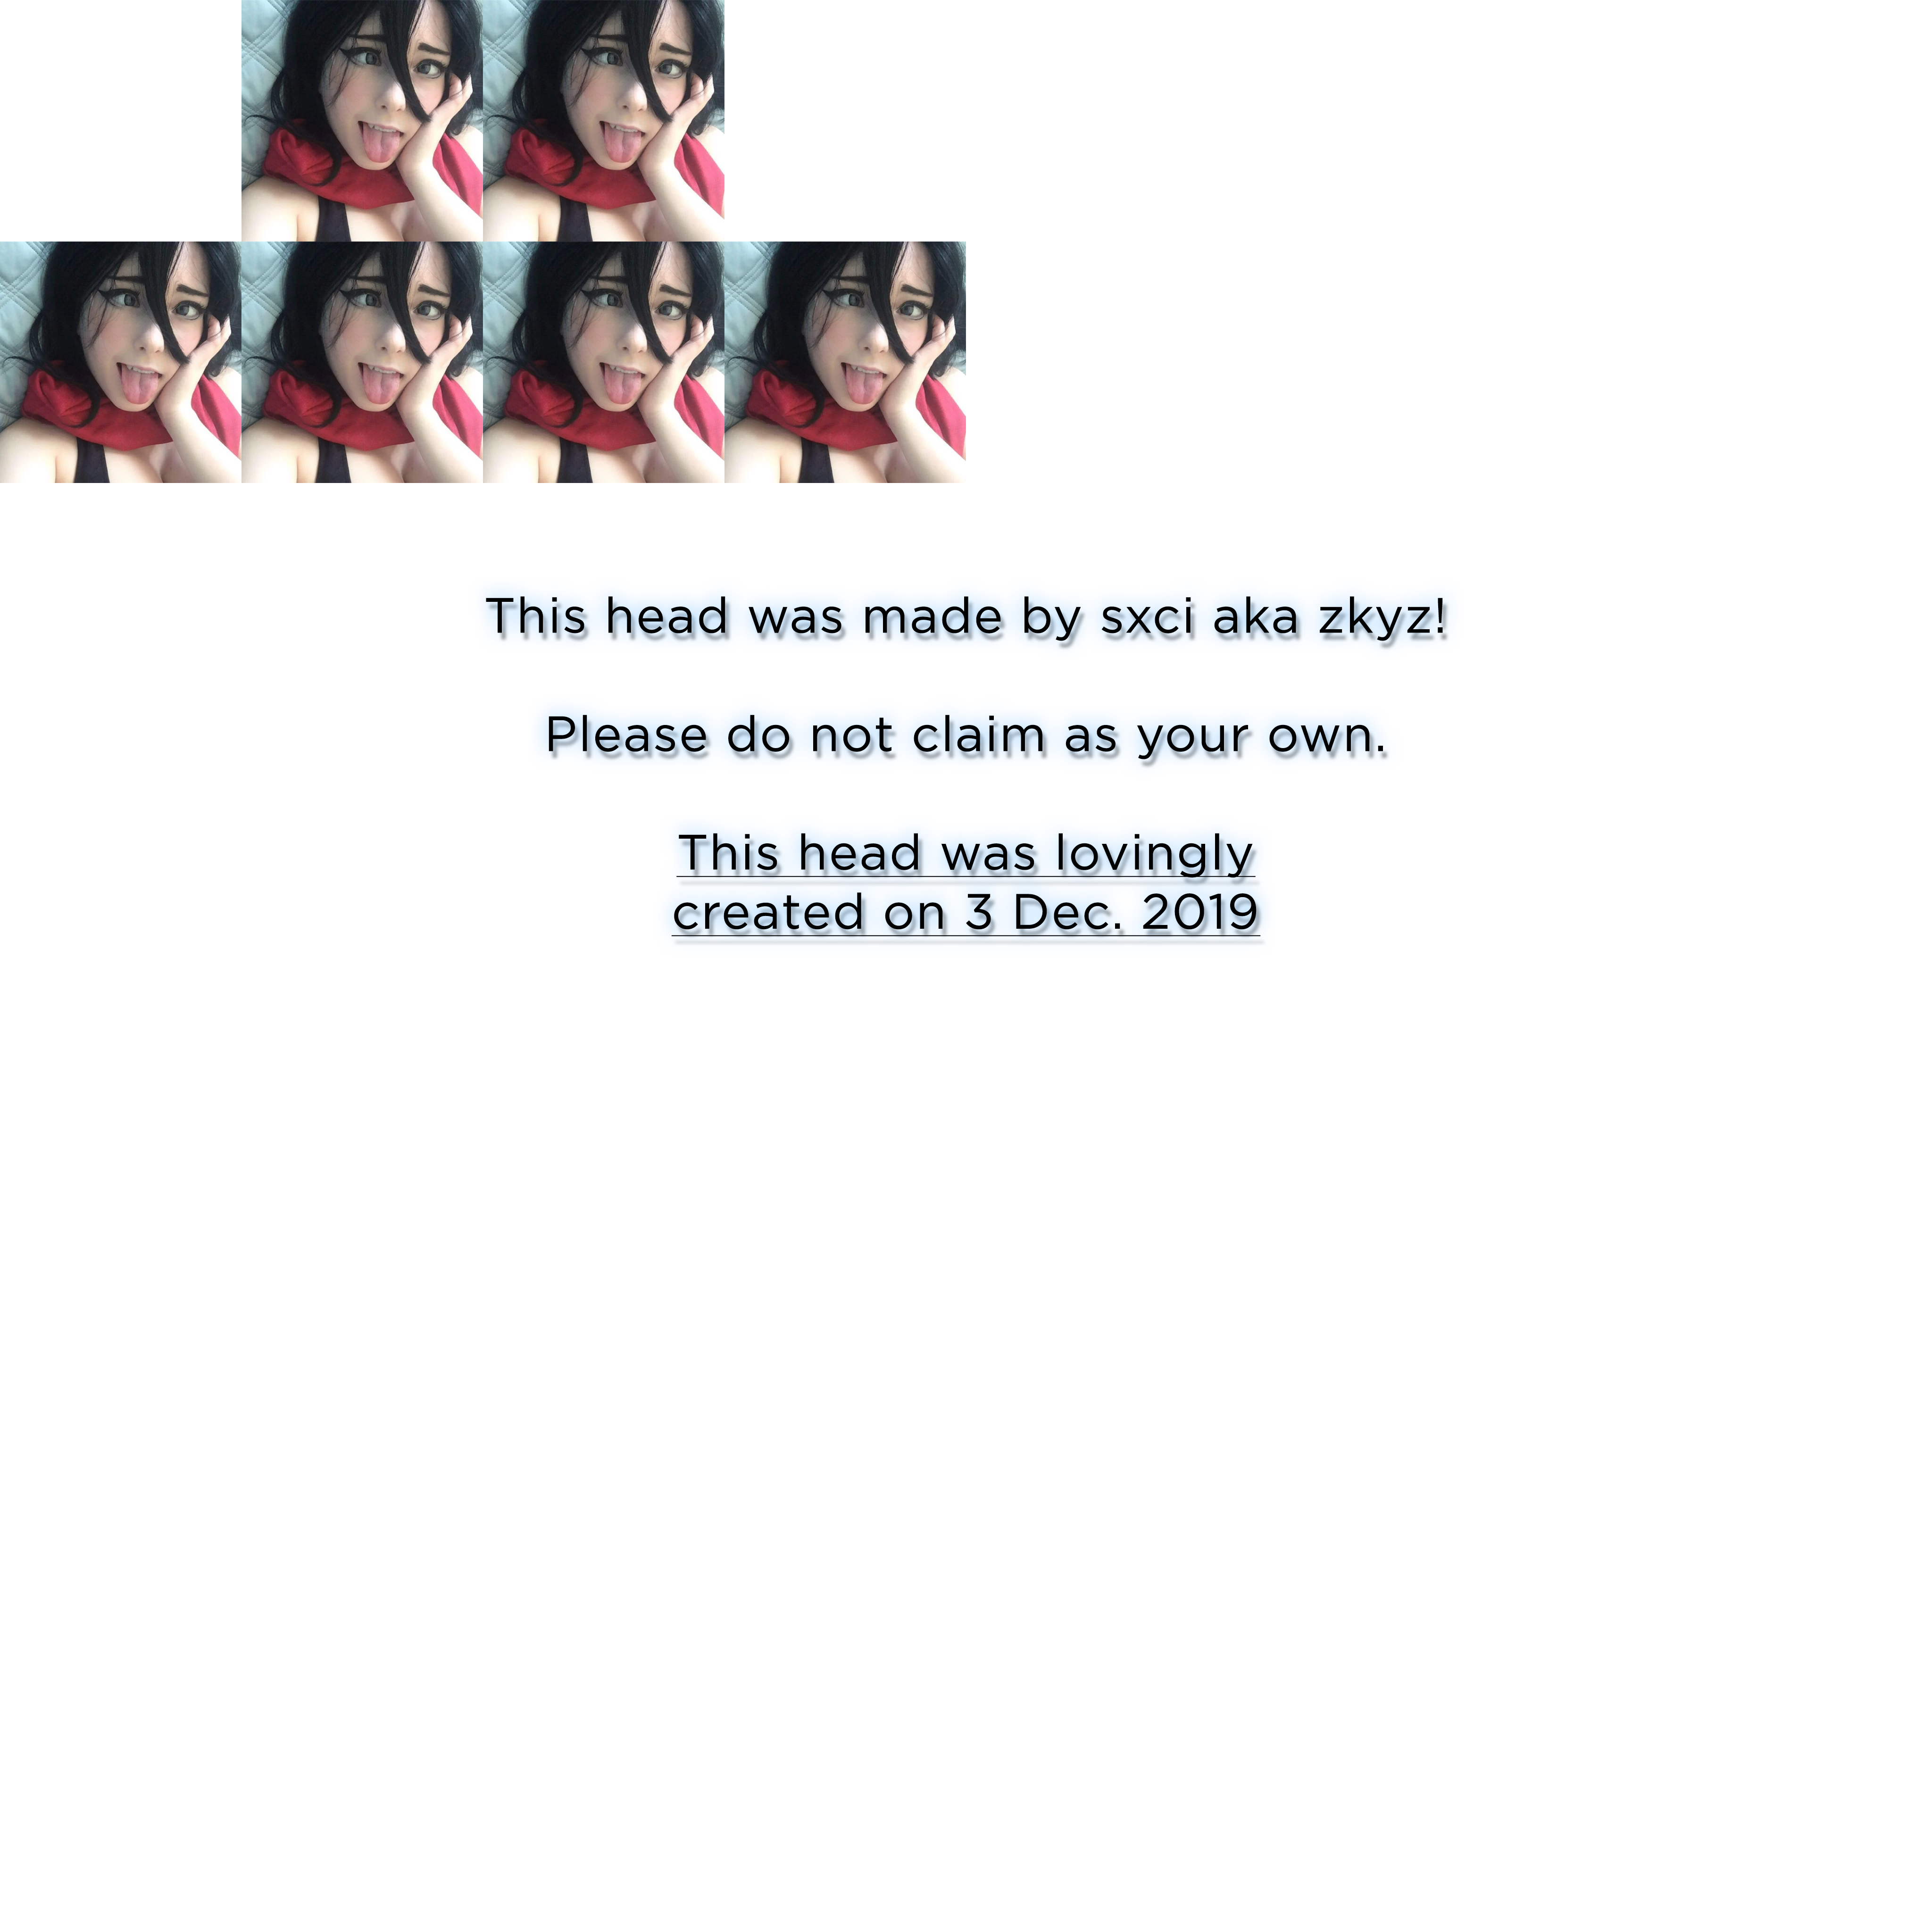 This head was made by sxci aka zkyz!
Please do not claim as your own.
This head was lovingly
created on 3 Dec. 2019